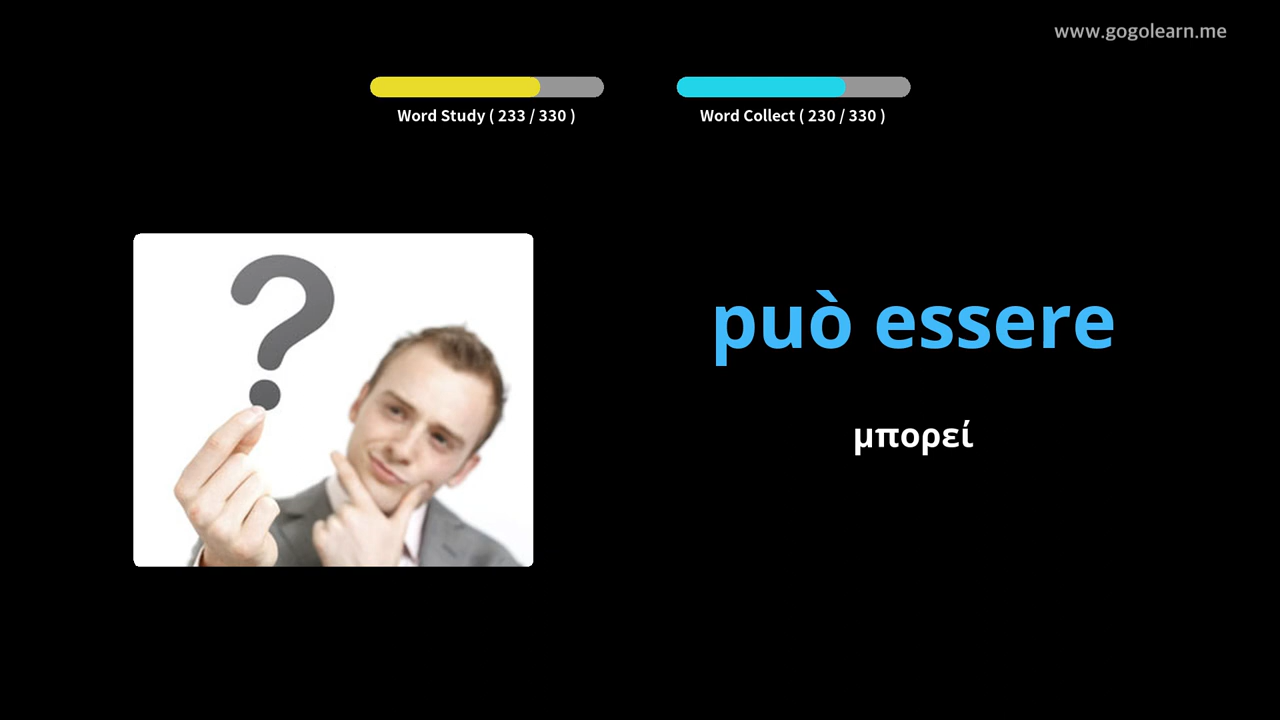 www.gogolearn.me
Word Study ( 233 / 330 )
Word Collect ( 230 / 330 )
?
può essere
μπορεί